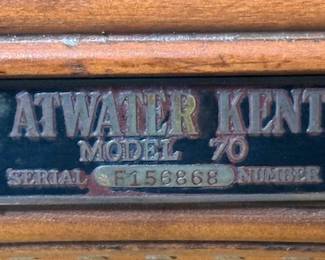 ATWATER KENT
MODEL 70
SERIAL F156868 NUMBER